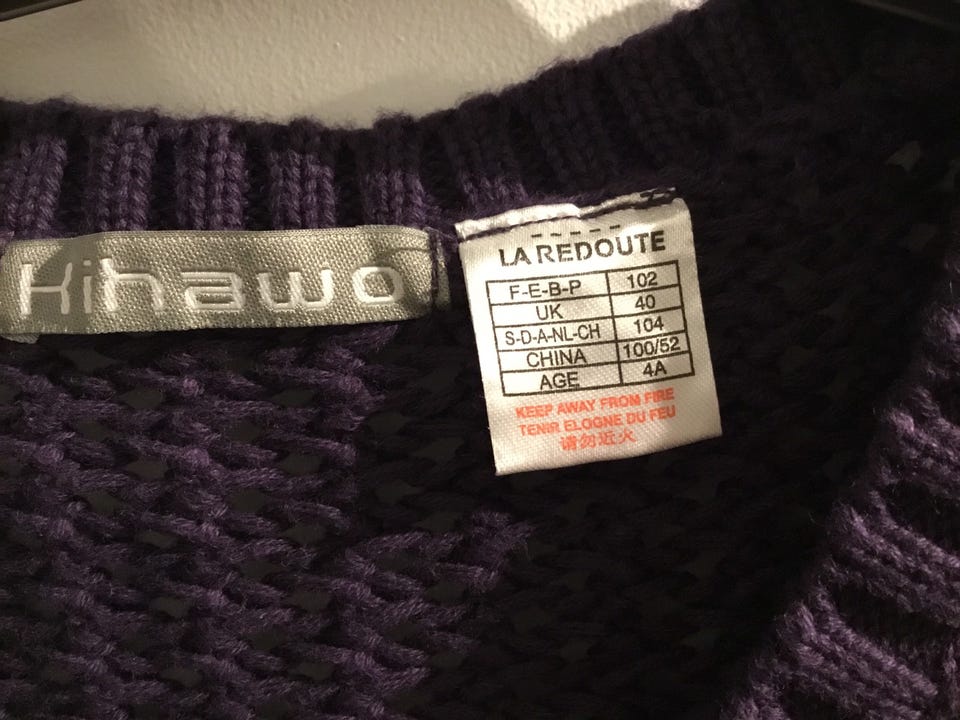 Kihawo
LA REDOUTE
F-E-B-P 102
UK 40
S-D-A-NL-CH 104
CHINA 100/52
AGE 4A
KEEP AWAY FROM FIRE
TENIR ELOGNE DU FEU
请勿近火